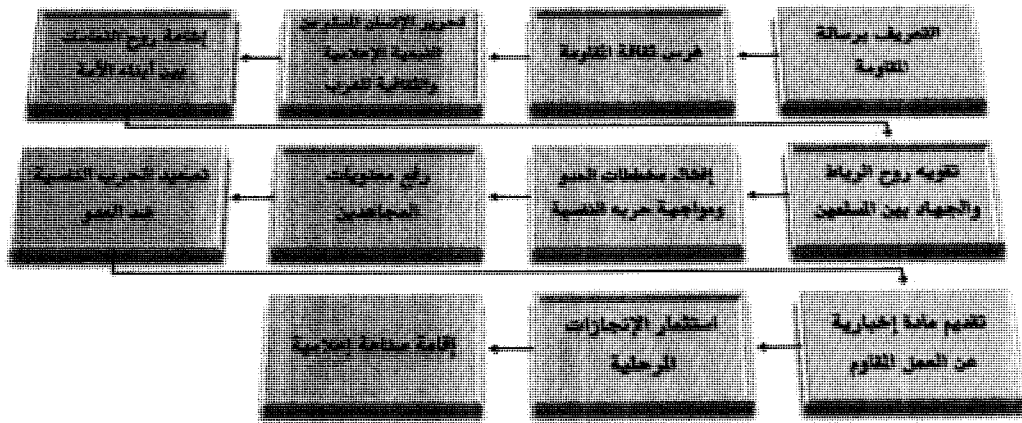 التعريف برسالة
المقاومة
غرس ثقافة المقاومة
تحرير الإنسان المسلم من
التبعية الإعلامية
والثقافية للغرب
إشاعة روح التضامن
بين أبناء الأمة
تقوية روح الرباط
والجهاد بين المسلمين
إفشال مخططات العدو
ومواجهة حربه النفسية
رفع معنويات
المجاهدين
تصعيد الحرب النفسية
ضد العدو
تقديم مادة إخبارية
عن العمل المقاوم
استثمار الإنجازات
المرحلية
إقامة صناعة إعلامية